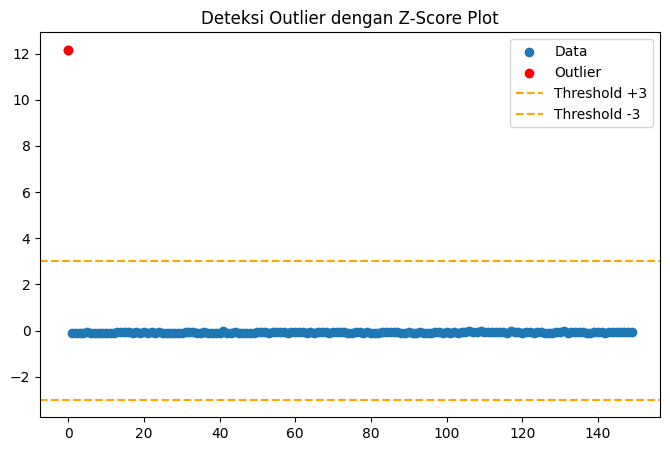 Deteksi Outlier dengan Z-Score Plot
Data
Outlier
Threshold +3
Threshold -3
12
10
8
6
4
2
0
−2
0 20 40 60 80 100 120 140